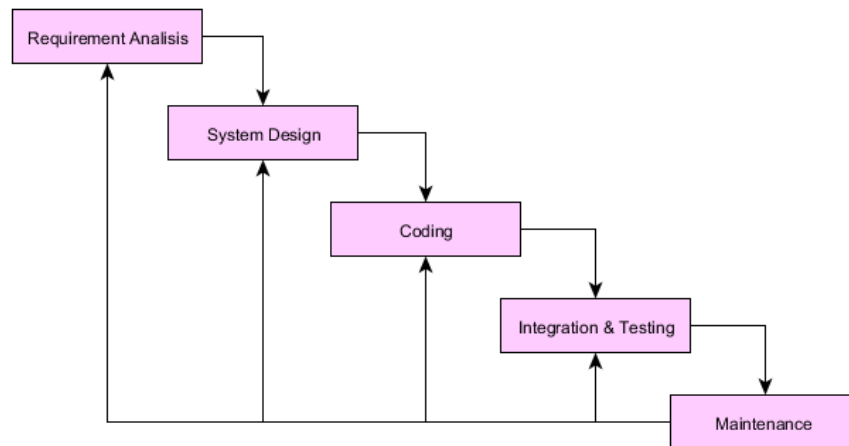 Requirement Analisis
System Design
Coding
Integration & Testing
Maintenance